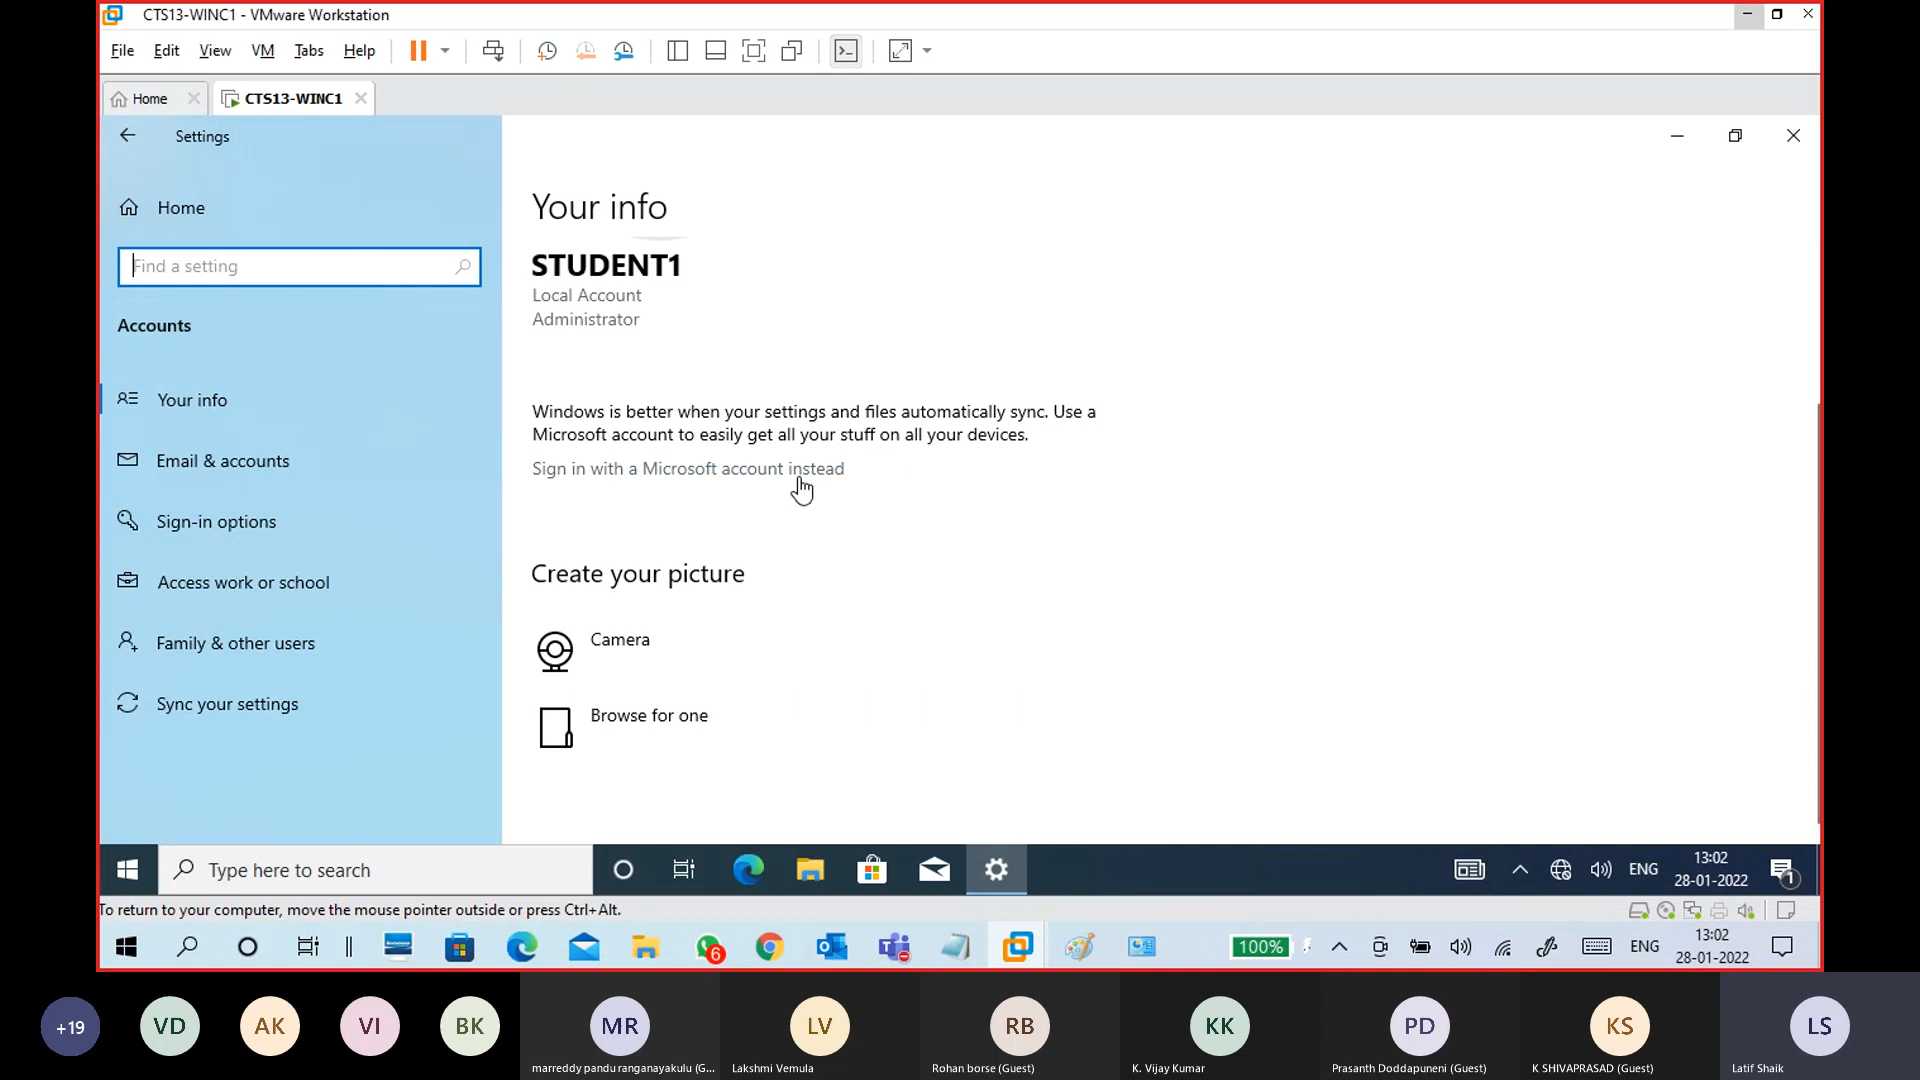 CTS13-WINC1 - VMware Workstation
File Edit View VM Tabs Help
Home
CTS13-WINC1
Settings
Home
Find a setting
Accounts
Your info
Email & accounts
Sign-in options
Access work or school
Family & other users
Sync your settings
Your info
STUDENT1
Local Account
Administrator
Windows is better when your settings and files automatically sync. Use a
Microsoft account to easily get all your stuff on all your devices.
Sign in with a Microsoft account instead
Create your picture
Camera
Browse for one
Type here to search
ENG
13:02
28-01-2022
1
To return to your computer, move the mouse pointer outside or press Ctrl+Alt.
6
100%
ENG
13:02
28-01-2022
+19
VD
AK
VI
BK
MR
LV
RB
KK
PD
KS
LS
marreddy pandu ranganayakulu (G...
Lakshmi Vemula
Rohan borse (Guest)
K. Vijay Kumar
Prasanth Doddapuneni (Guest)
K SHIVAPRASAD (Guest)
Latif Shaik